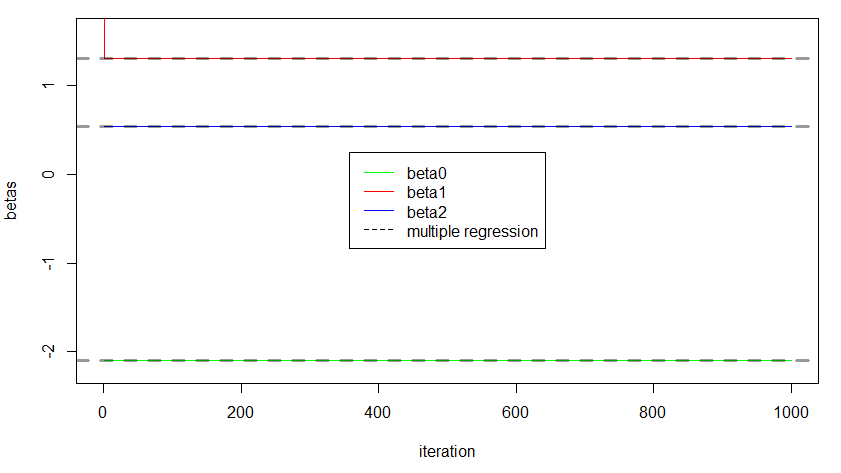 betas
1
0
-1
-2
beta0
beta1
beta2
multiple regression
0 200 400 600 800 1000
iteration